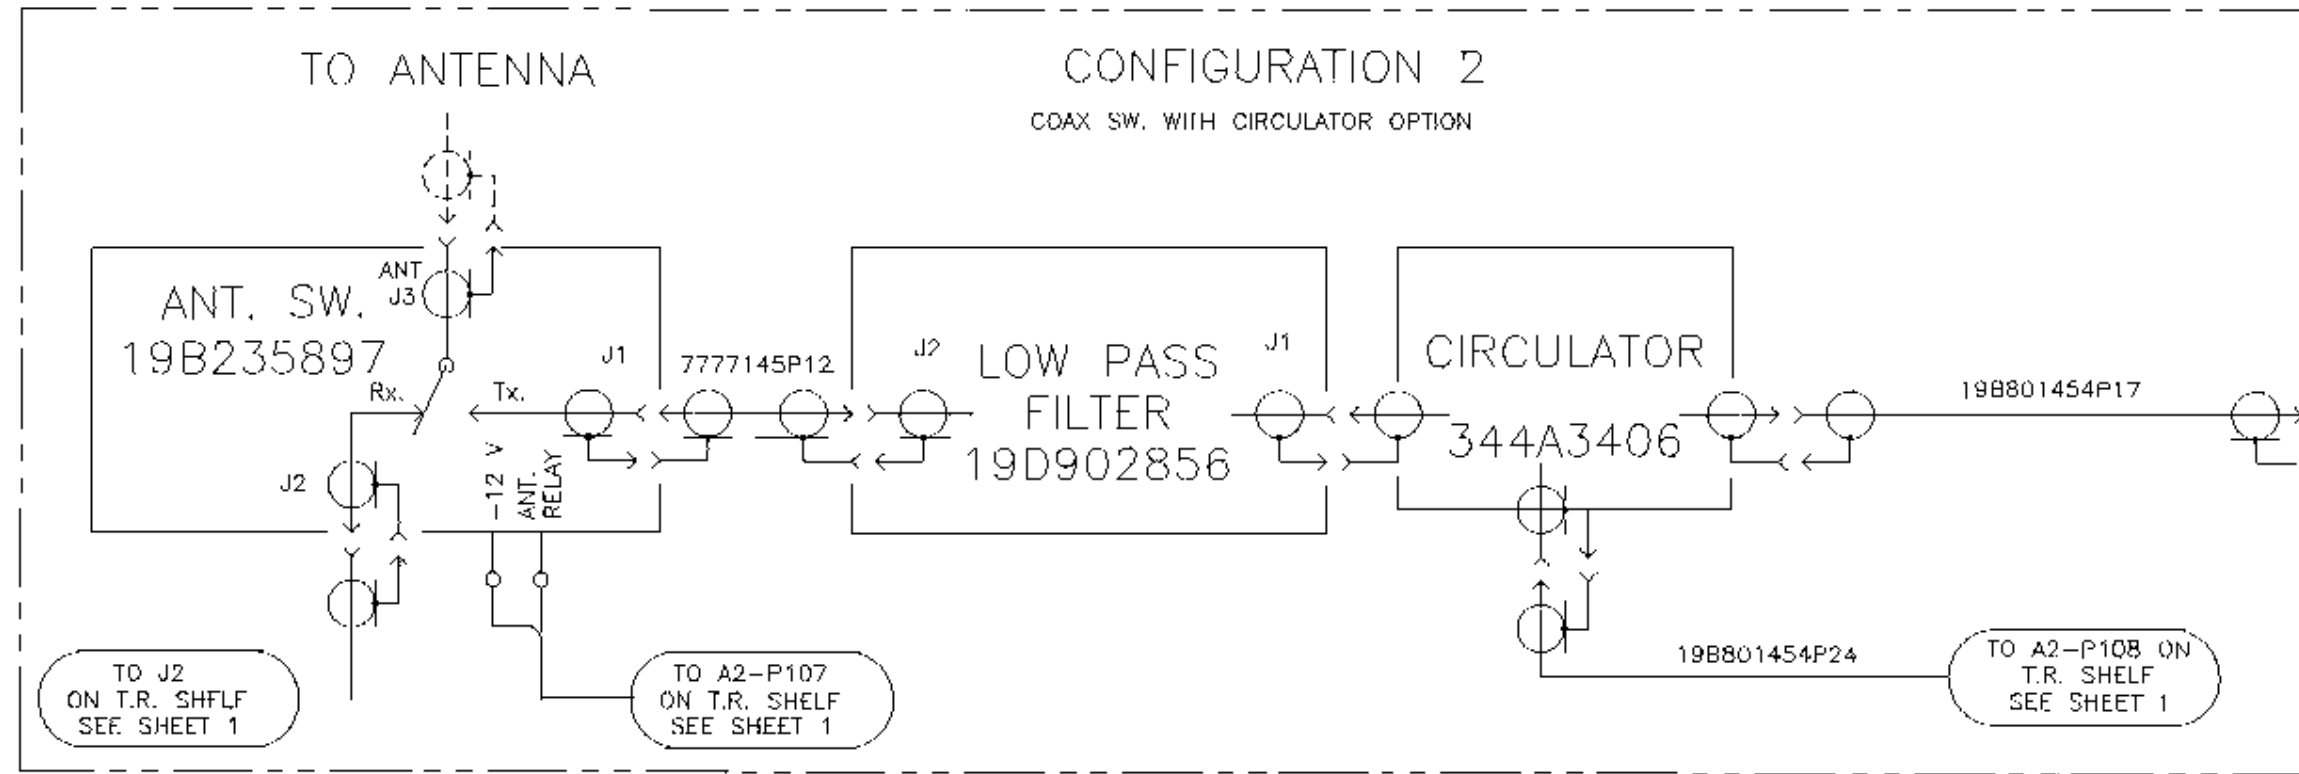 TO ANTENNA
CONFIGURATION 2
COAX SW. WITH CIRCULATOR OPTION
ANT
J3
ANT. SW.
19B235897
Rx.
Tx.
J1
7777145P12
J2
LOW PASS
FILTER
19D902856
J1
CIRCULATOR
344A3406
19B801454P17
J2
-12 V
ANT.
RELAY
TO J2
ON T.R. SHELF
SEE SHEET 1
TO A2-P107
ON T.R. SHELF
SEE SHEET 1
19B801454P24
TO A2-P108 ON
T.R. SHELF
SEE SHEET 1